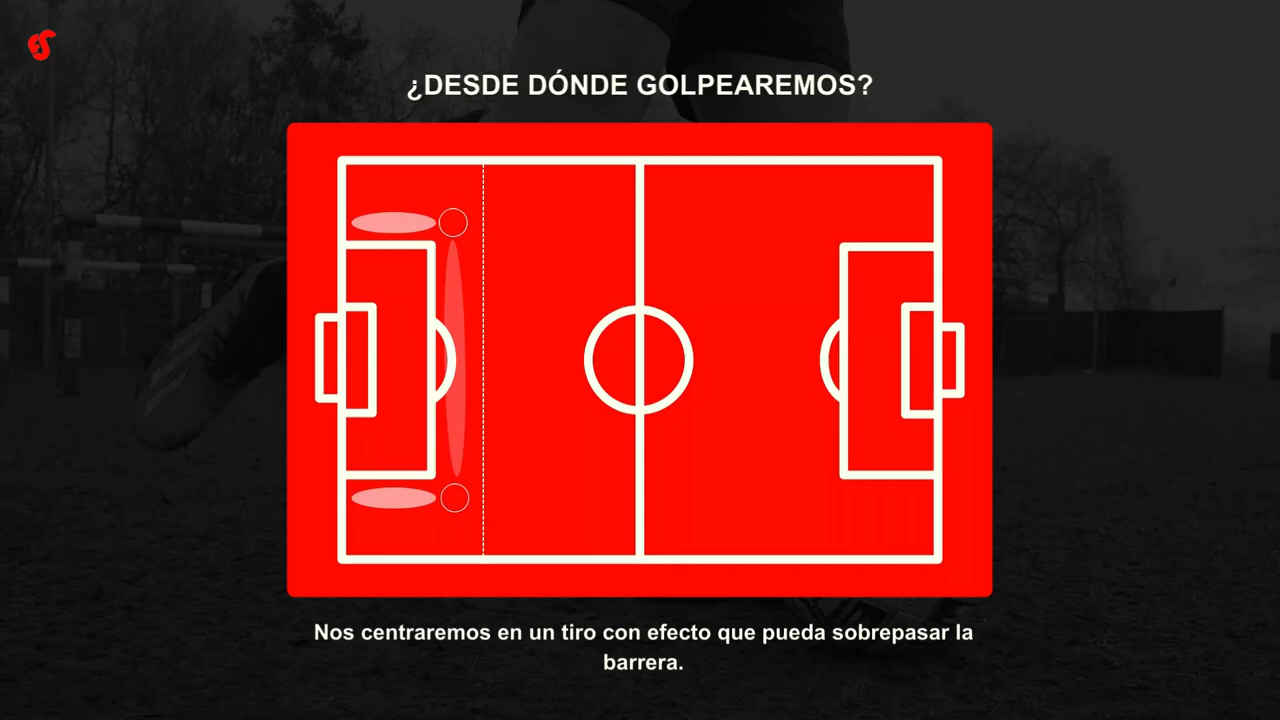 ¿DESDE DÓNDE GOLPEAREMOS?
Nos centraremos en un tiro con efecto que pueda sobrepasar la
barrera.